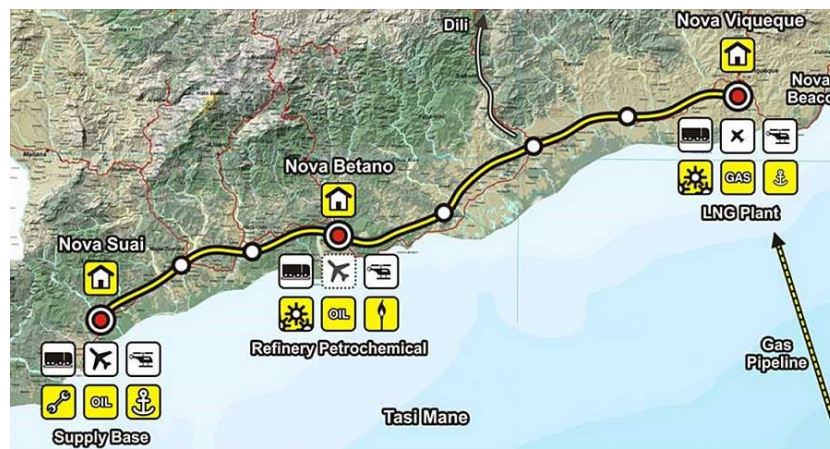 Nova Viqueque
Dili
Nova
Beaco
Nova Betano
GAS
LNG Plant
Nova Suai
OIL
Refinery Petrochemical
Gas
Pipeline
OIL
Tasi Mane
Supply Base